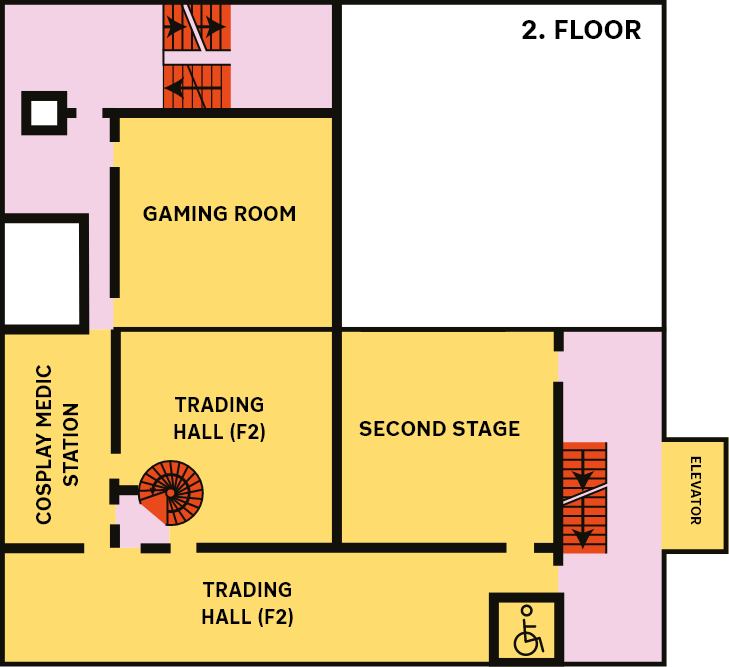 2. FLOOR
GAMING ROOM
COSPLAY MEDIC
STATION
TRADING
HALL (F2)
SECOND STAGE
ELEVATOR
TRADING
HALL (F2)